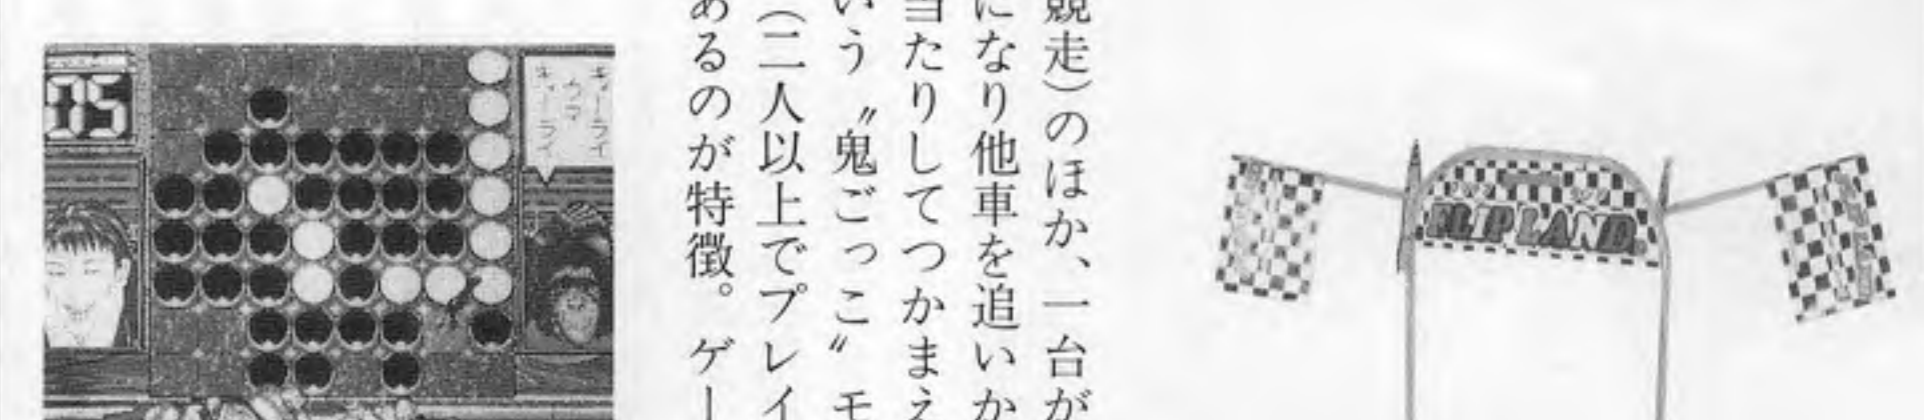 競走)のほか、一台が
になり他車を追いか
当たりしてつかまえ
いう〝鬼ごっこ〟モ
(二人以上でプレイ
あるのが特徴。ゲー
05
FLIP LAND